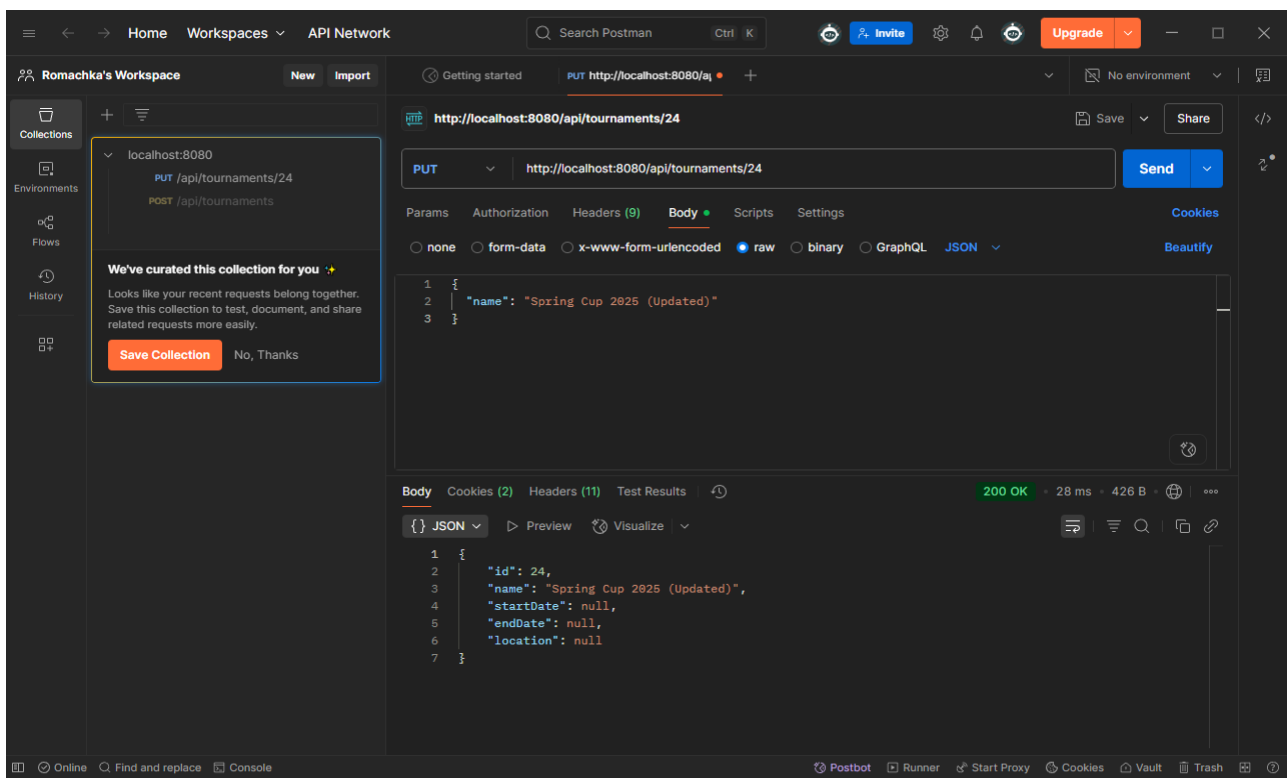 Home Workspaces API Network Search Postman Ctrl K Invite Upgrade
Romachka's Workspace New Import Getting started PUT http://localhost:8080/a No environment
Collections
Environments
Flows
History
localhost:8080
PUT /api/tournaments/24
POST /api/tournaments
We've curated this collection for you ✨
Looks like your recent requests belong together.
Save this collection to test, document, and share
related requests more easily.
Save Collection No, Thanks
HTTP http://localhost:8080/api/tournaments/24 Save Share
PUT http://localhost:8080/api/tournaments/24 Send
Params Authorization Headers (9) Body Scripts Settings Cookies
none form-data x-www-form-urlencoded raw binary GraphQL JSON Beautify
1 {
2 "name": "Spring Cup 2025 (Updated)"
3 }
Body Cookies (2) Headers (11) Test Results 200 OK 28 ms 426 B
{} JSON Preview Visualize
1 {
2 "id": 24,
3 "name": "Spring Cup 2025 (Updated)",
4 "startDate": null,
5 "endDate": null,
6 "location": null
7 }
Online Find and replace Console Postbot Runner Start Proxy Cookies Vault Trash